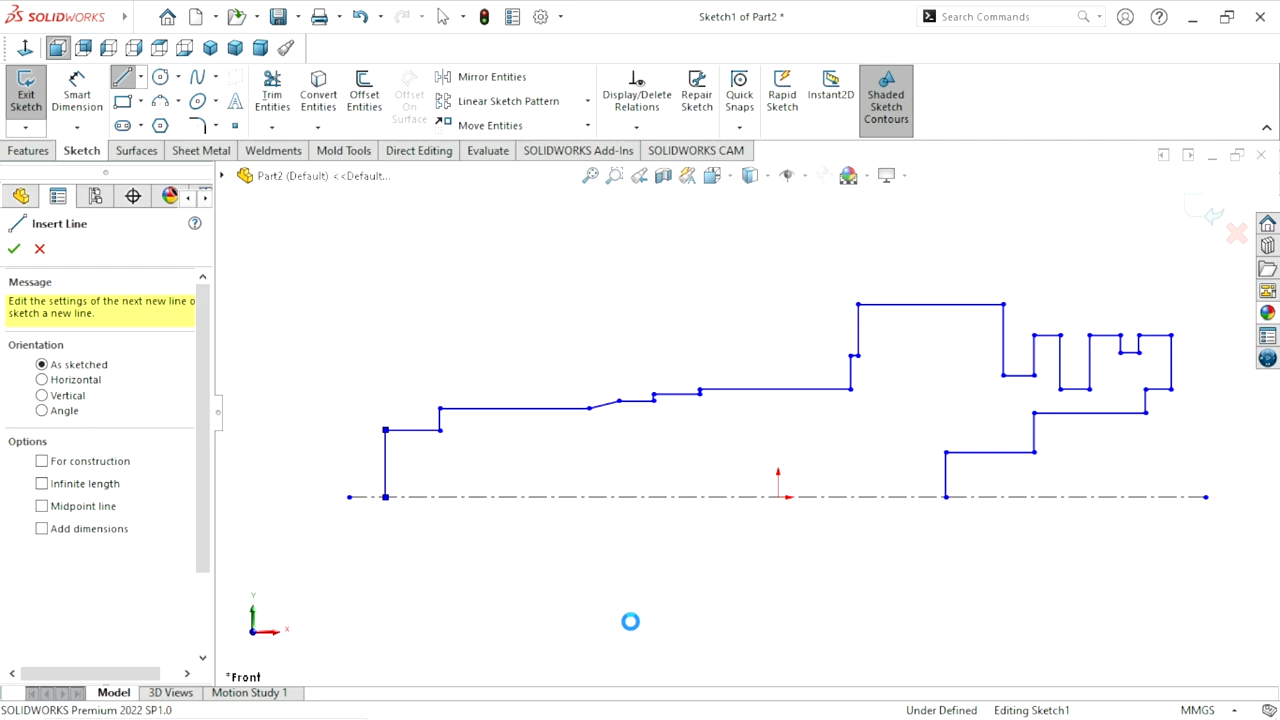 SOLIDWORKS
Sketch1 of Part2 *
Search Commands
Exit Sketch
Smart Dimension
Trim Entities
Convert Entities
Offset Entities
Offset On Surface
Mirror Entities
Linear Sketch Pattern
Move Entities
Display/Delete Relations
Repair Sketch
Quick Snaps
Rapid Sketch
Instant2D
Shaded Sketch Contours
Features
Sketch
Surfaces
Sheet Metal
Weldments
Mold Tools
Direct Editing
Evaluate
SOLIDWORKS Add-Ins
SOLIDWORKS CAM
Part2 (Default) <<Default...
Insert Line
Message
Edit the settings of the next new line o
sketch a new line.
Orientation
As sketched
Horizontal
Vertical
Angle
Options
For construction
Infinite length
Midpoint line
Add dimensions
Y
X
*Front
Model
3D Views
Motion Study 1
SOLIDWORKS Premium 2022 SP1.0
Under Defined
Editing Sketch1
MMGS